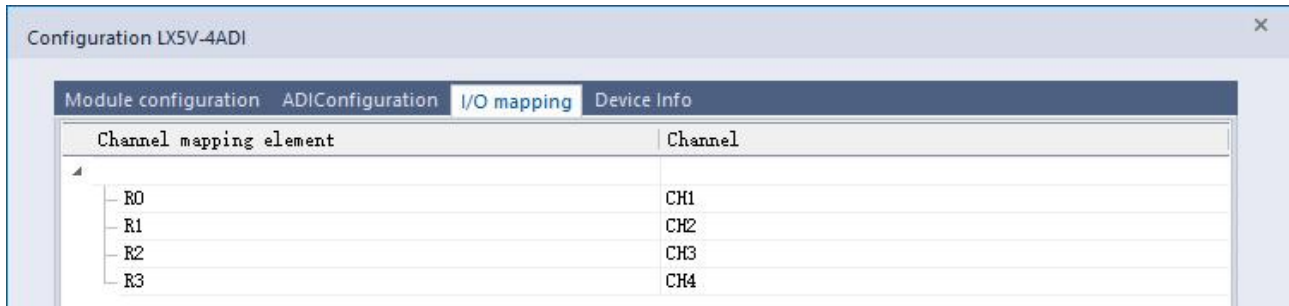 Configuration LX5V-4ADI
Module configuration ADIConfiguration I/O mapping Device Info
Channel mapping element Channel
R0 CH1
R1 CH2
R2 CH3
R3 CH4